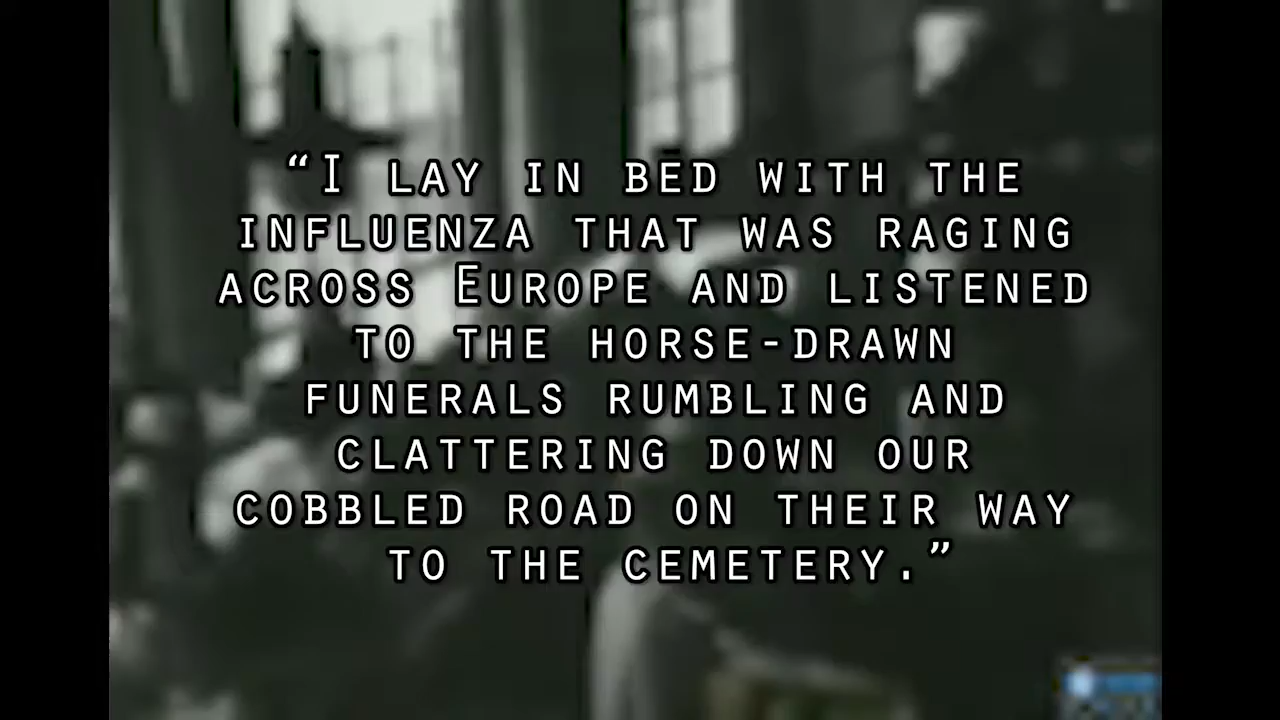 “I LAY IN BED WITH THE
INFLUENZA THAT WAS RAGING
ACROSS EUROPE AND LISTENED
TO THE HORSE-DRAWN
FUNERALS RUMBLING AND
CLATTERING DOWN OUR
COBBLED ROAD ON THEIR WAY
TO THE CEMETERY.”